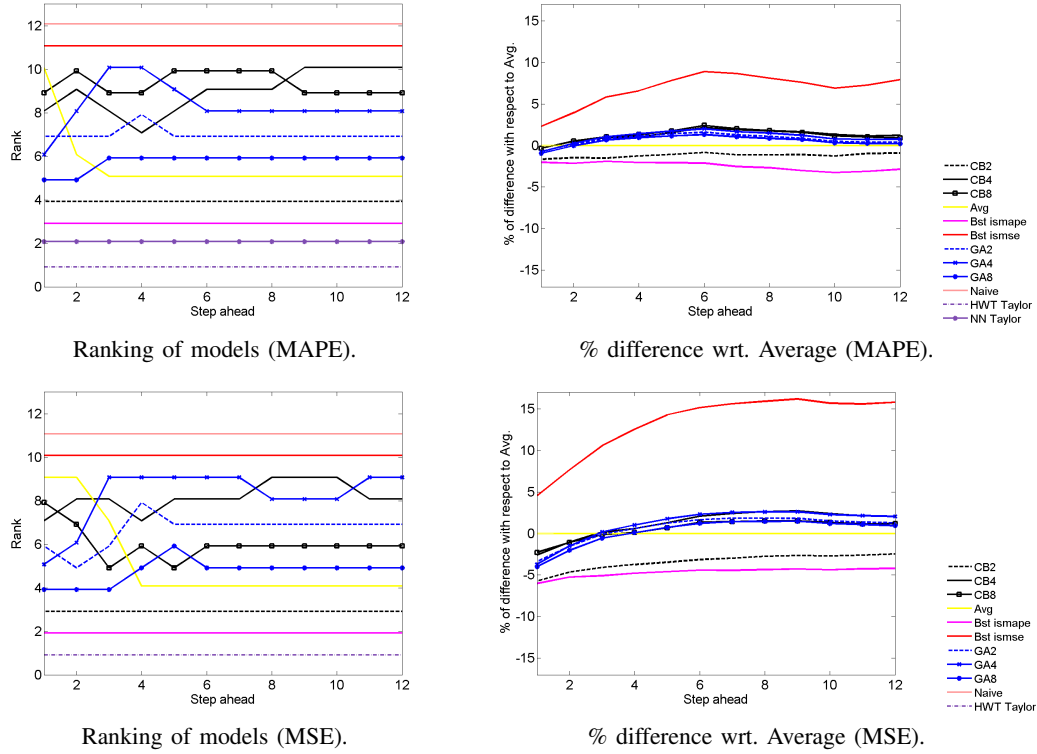 12
10
8
6
4
2
0
Rank
2
4
6
8
10
12
Step ahead
Ranking of models (MAPE).
15
10
5
0
-5
-10
-15
% of difference with respect to Avg.
2
4
6
8
10
12
Step ahead
% difference wrt. Average (MAPE).
CB2
CB4
CB8
Avg
Bst ismape
Bst ismse
GA2
GA4
GA8
Naive
HWT Taylor
NN Taylor
12
10
8
6
4
2
0
Rank
2
4
6
8
10
12
Step ahead
Ranking of models (MSE).
15
10
5
0
-5
-10
-15
% of difference with respect to Avg.
2
4
6
8
10
12
Step ahead
% difference wrt. Average (MSE).
CB2
CB4
CB8
Avg
Bst ismape
Bst ismse
GA2
GA4
GA8
Naive
HWT Taylor